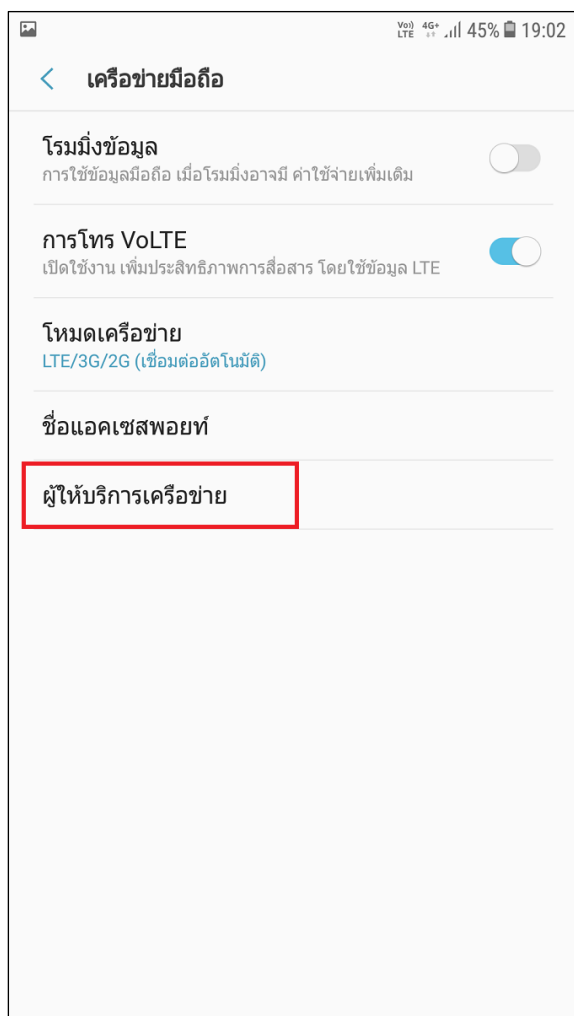 VoLTE 4G+ 45% 19:02
เครือข่ายมือถือ
โรมมิ่งข้อมูล
การใช้ข้อมูลมือถือ เมื่อโรมมิ่งอาจมี ค่าใช้จ่ายเพิ่มเติม
การโทร VoLTE
เปิดใช้งาน เพิ่มประสิทธิภาพการสื่อสาร โดยใช้ข้อมูล LTE
โหมดเครือข่าย
LTE/3G/2G (เชื่อมต่ออัตโนมัติ)
ชื่อแอคเซสพอยท์
ผู้ให้บริการเครือข่าย